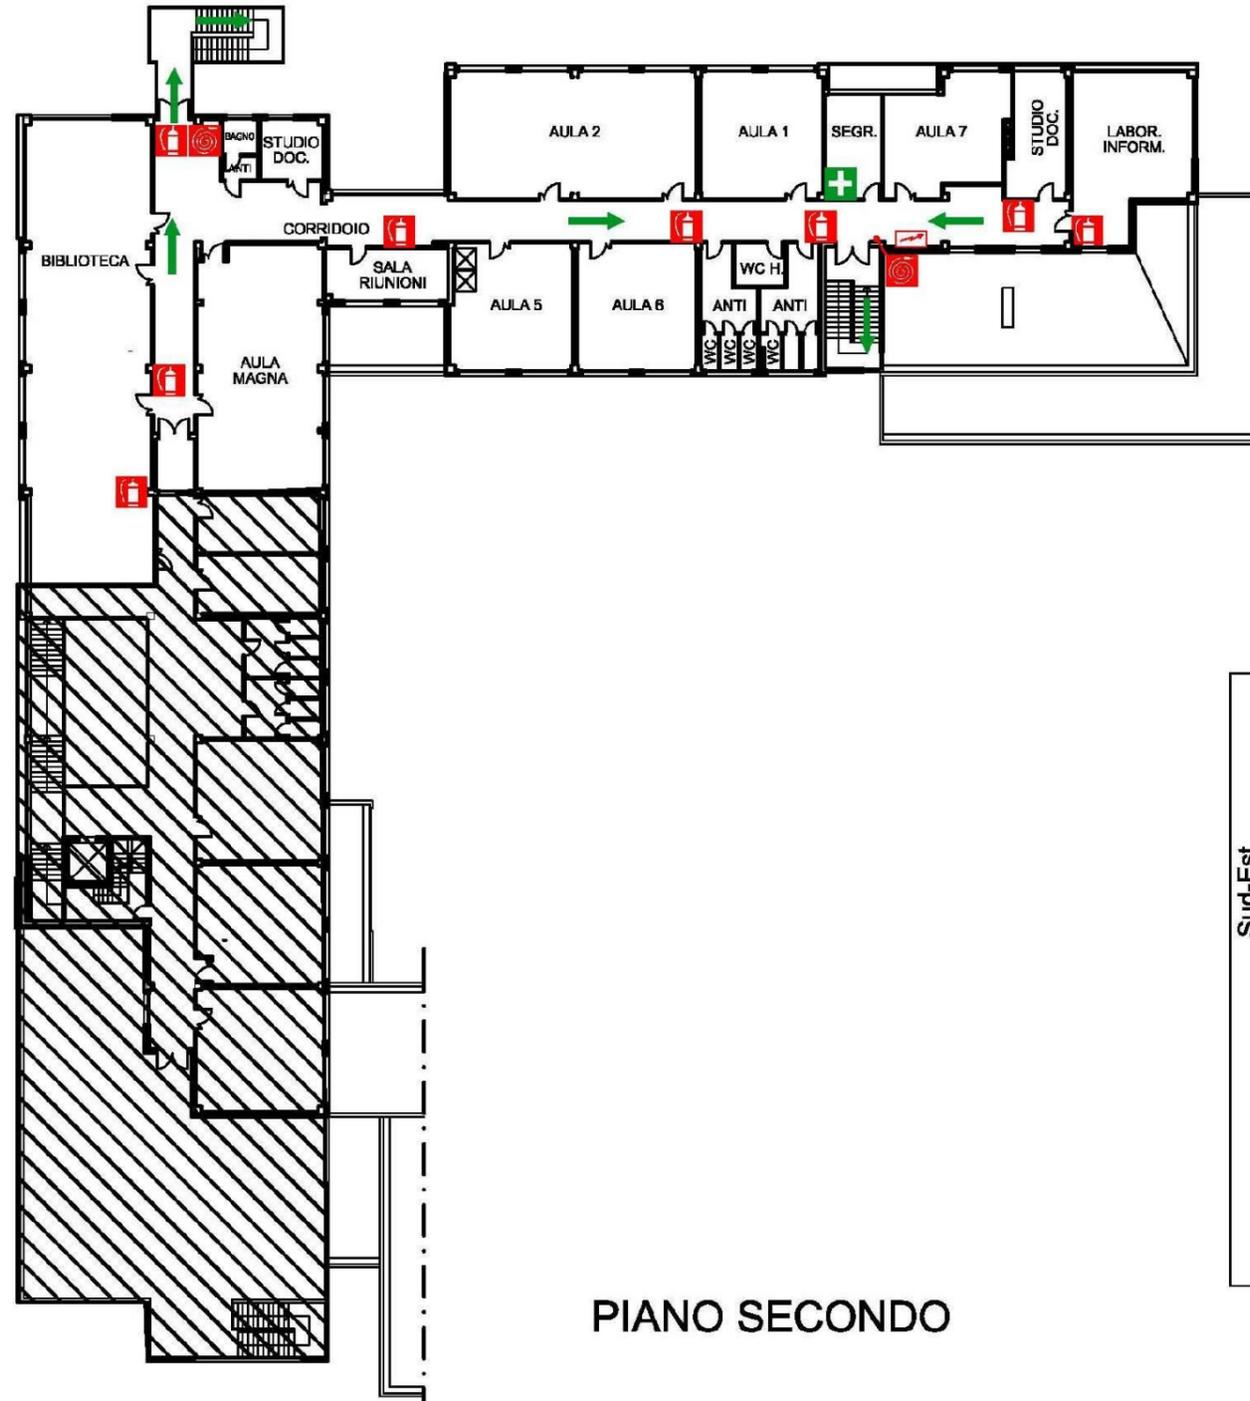 BAGNO
ANTI
STUDIO
DOC.
BIBLIOTECA
CORRIDOIO
SALA
RIUNIONI
AULA
MAGNA
AULA 2
AULA 1
SEGR.
AULA 7
STUDIO
DOC.
LABOR.
INFORM.
AULA 5
AULA 6
WC H.
ANTI
ANTI
WC
WC
WC
WC
Sud-Est
PIANO SECONDO